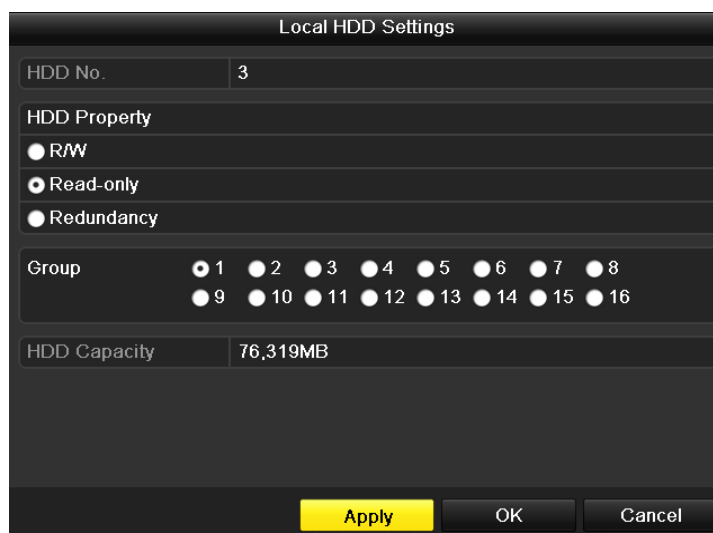 Local HDD Settings
HDD No. 3
HDD Property
R/W
Read-only
Redundancy
Group 1 2 3 4 5 6 7 8
9 10 11 12 13 14 15 16
HDD Capacity 76,319MB
Apply OK Cancel